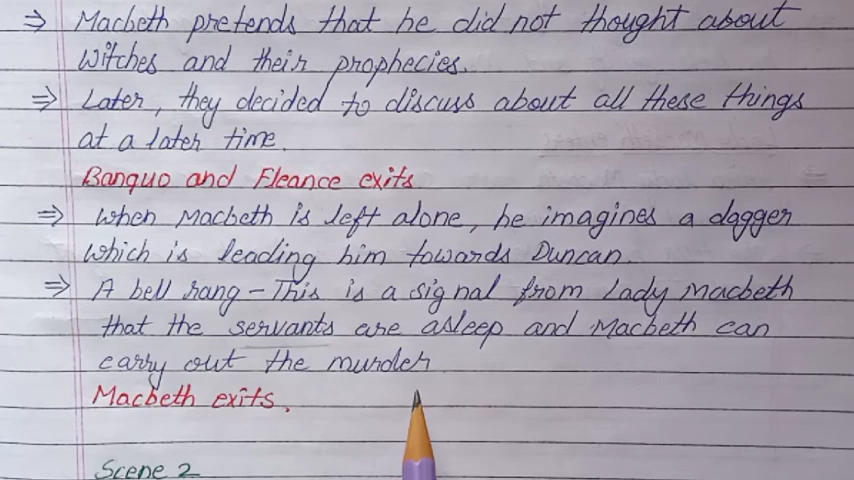 ⇒ Macbeth pretends that he did not thought about
witches and their prophecies.
⇒ Later, they decided to discuss about all these things
at a later time.
Banquo and Fleance exits
⇒ When Macbeth is left alone, he imagines a dagger
which is leading him towards Duncan.
⇒ A bell rang - This is a signal from Lady Macbeth
that the servants are asleep and Macbeth can
carry out the murder
Macbeth exits.
Scene 2